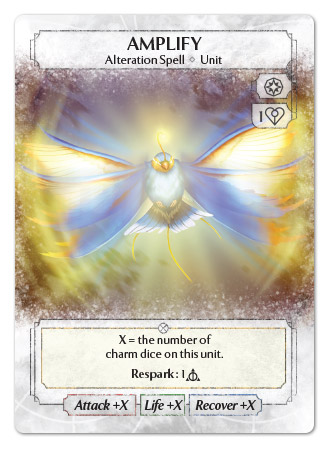 AMPLIFY
Alteration Spell ◇ Unit
1
X = the number of
charm dice on this unit.
Respark: 1
Attack +X Life +X Recover +X